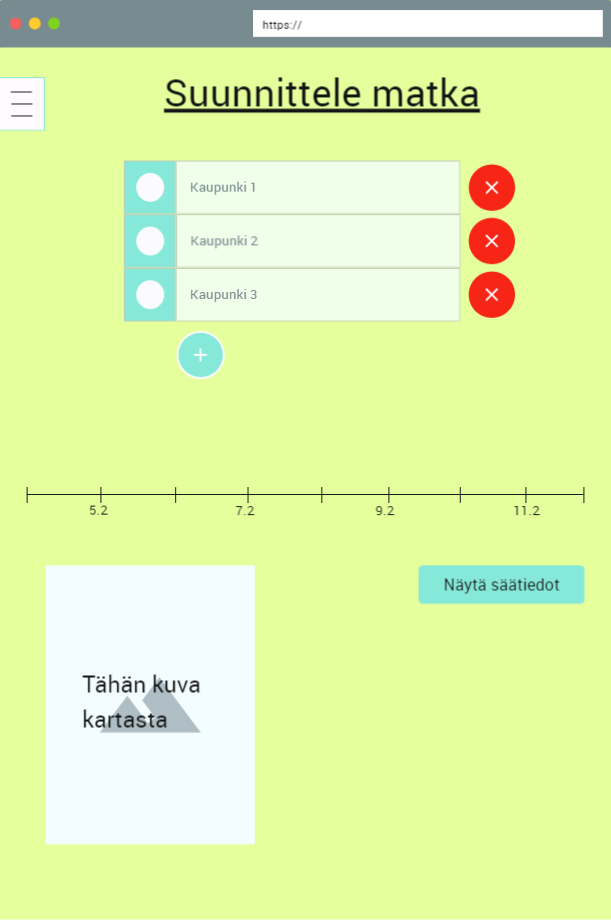 https://
Suunnittele matka
Kaupunki 1
Kaupunki 2
Kaupunki 3
5.2 7.2 9.2 11.2
Näytä säätiedot
Tähän kuva
kartasta